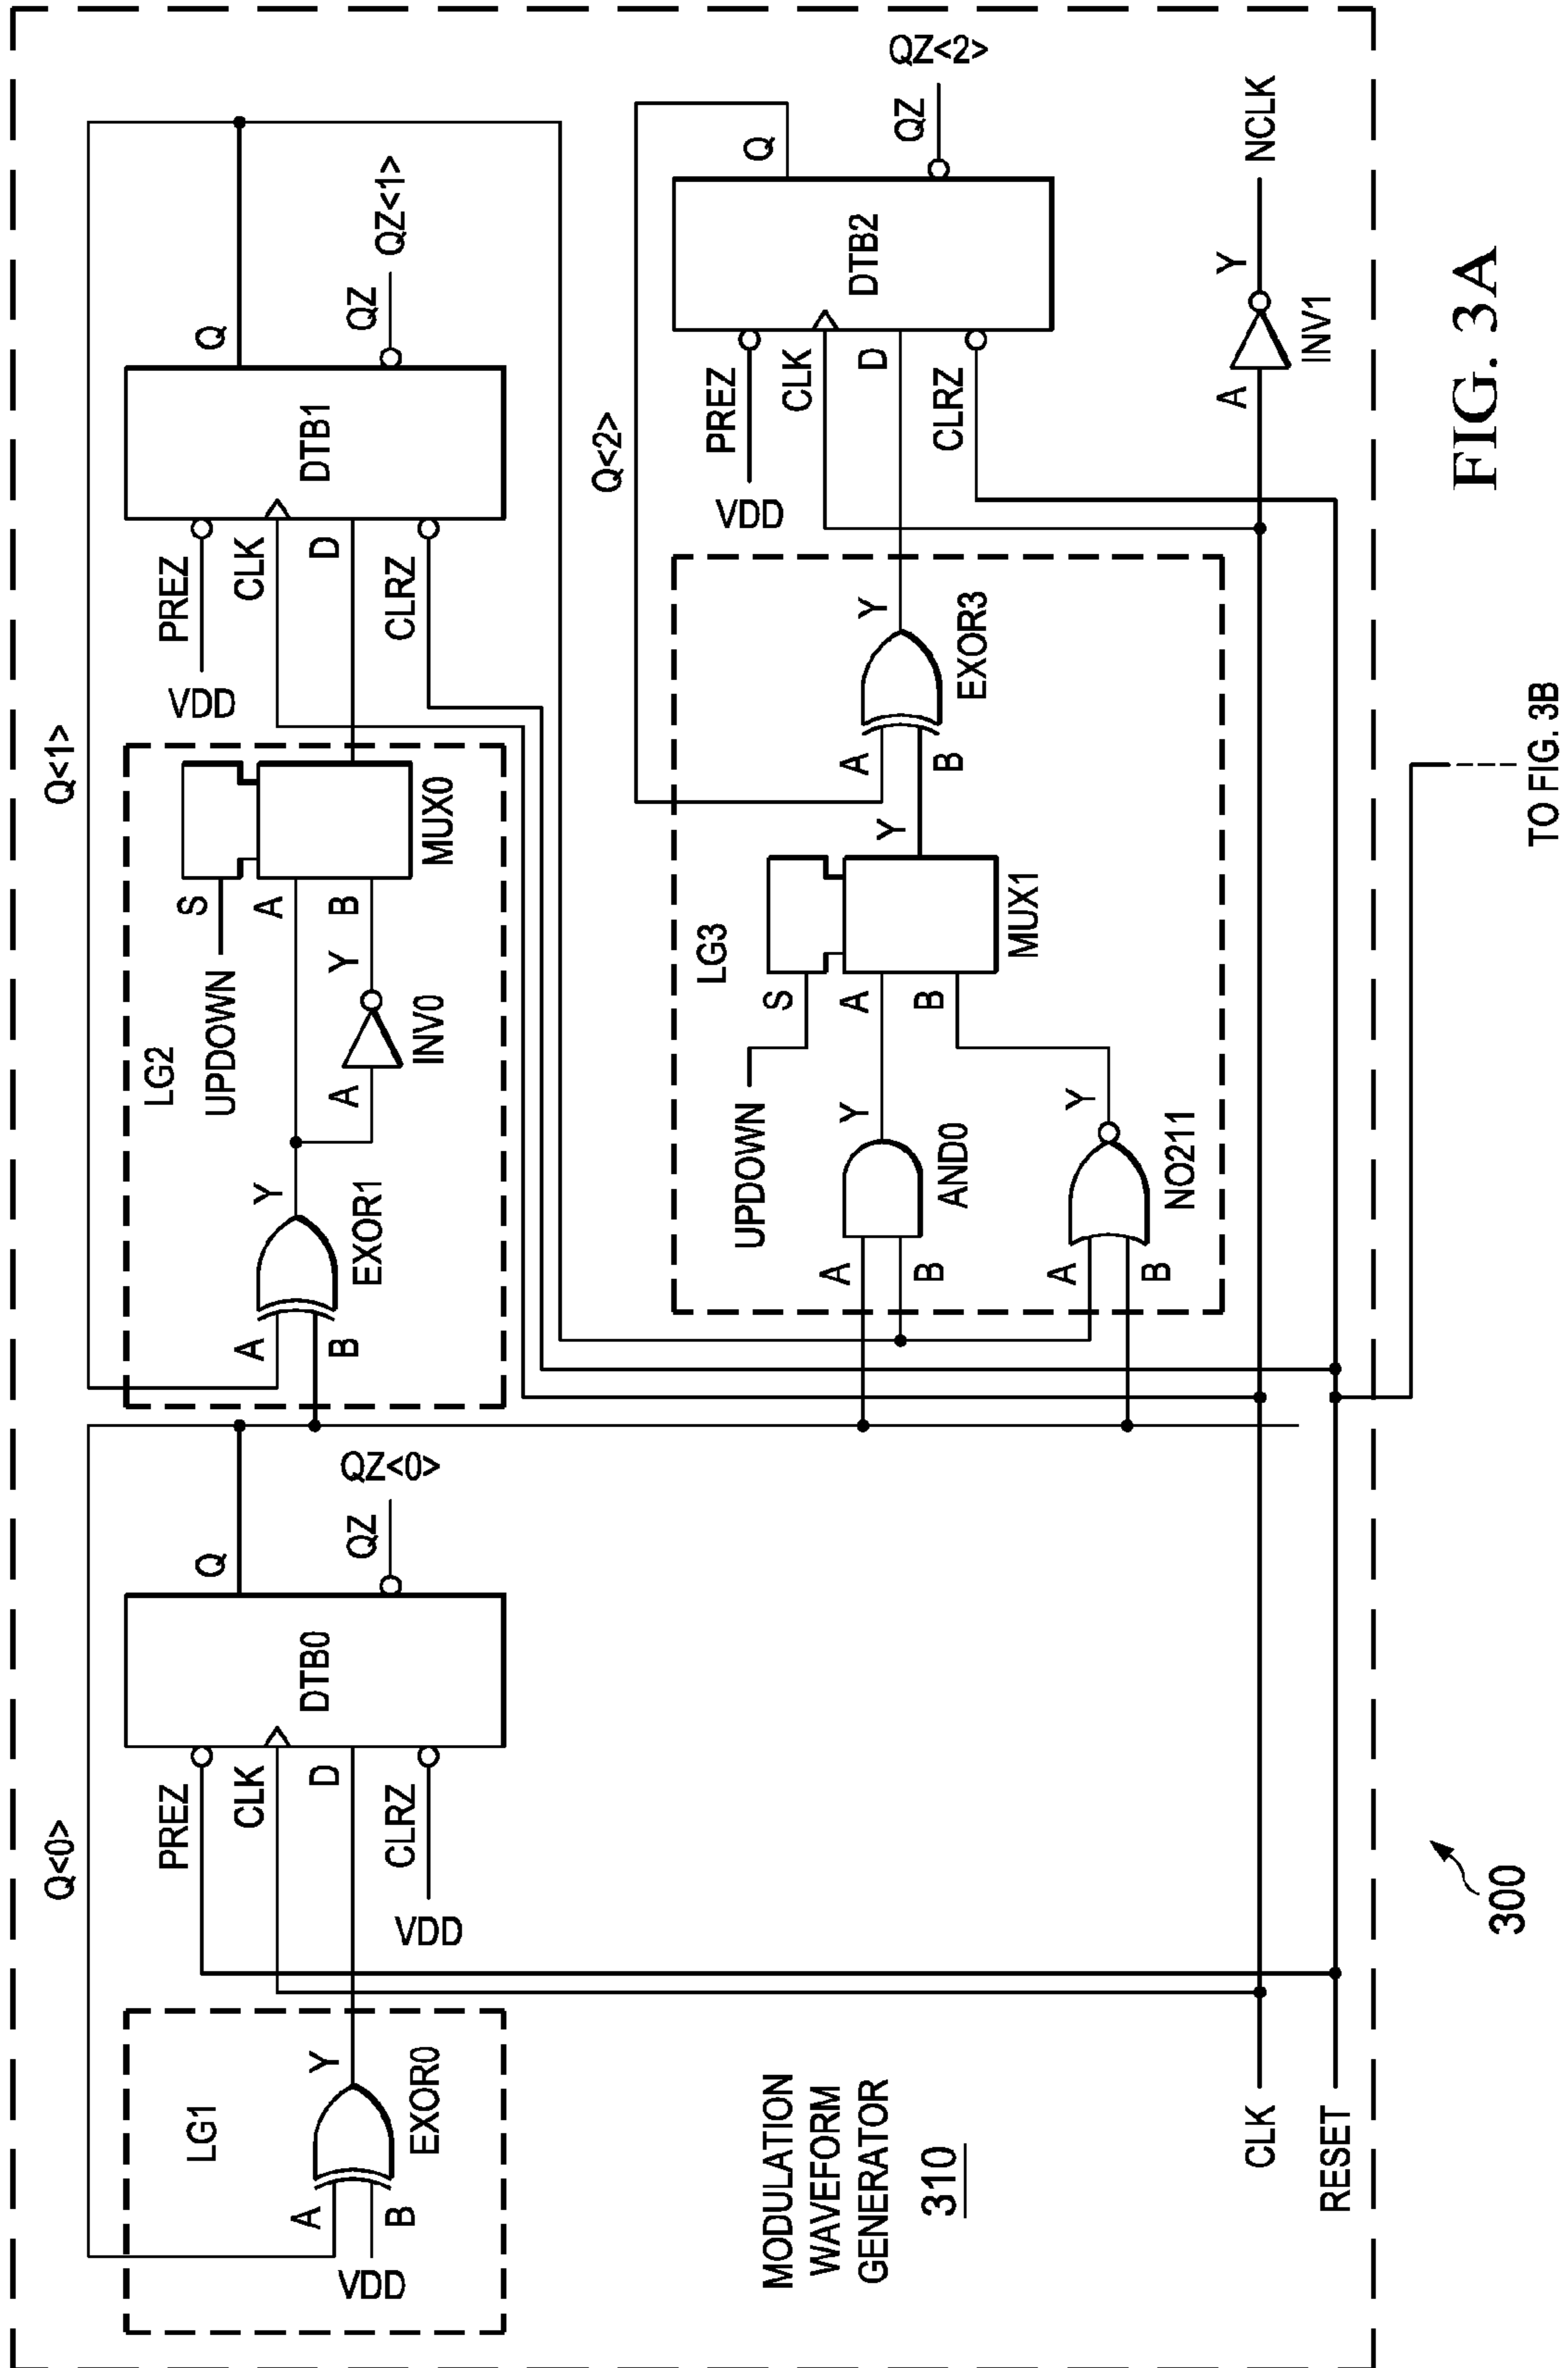 Q<0>
LG1
A
B
VDD
Y
EXOR0
PREZ
CLK
D
CLRZ
VDD
DTB0
Q
QZ
QZ<0>
Q<1>
LG2
UPDOWN
A
B
Y
EXOR1
A
Y
INV0
S
A
B
MUX0
VDD
PREZ
CLK
D
CLRZ
DTB1
Q
QZ
QZ<1>
MODULATION
WAVEFORM
GENERATOR
310
UPDOWN
A
B
Y
AND0
A
B
Y
NO211
LG3
S
A
B
MUX1
Y
A
B
Y
EXOR3
Q<2>
VDD
PREZ
CLK
D
CLRZ
DTB2
Q
QZ
QZ<2>
CLK
RESET
A
Y
INV1
NCLK
300
TO FIG. 3B
FIG. 3A